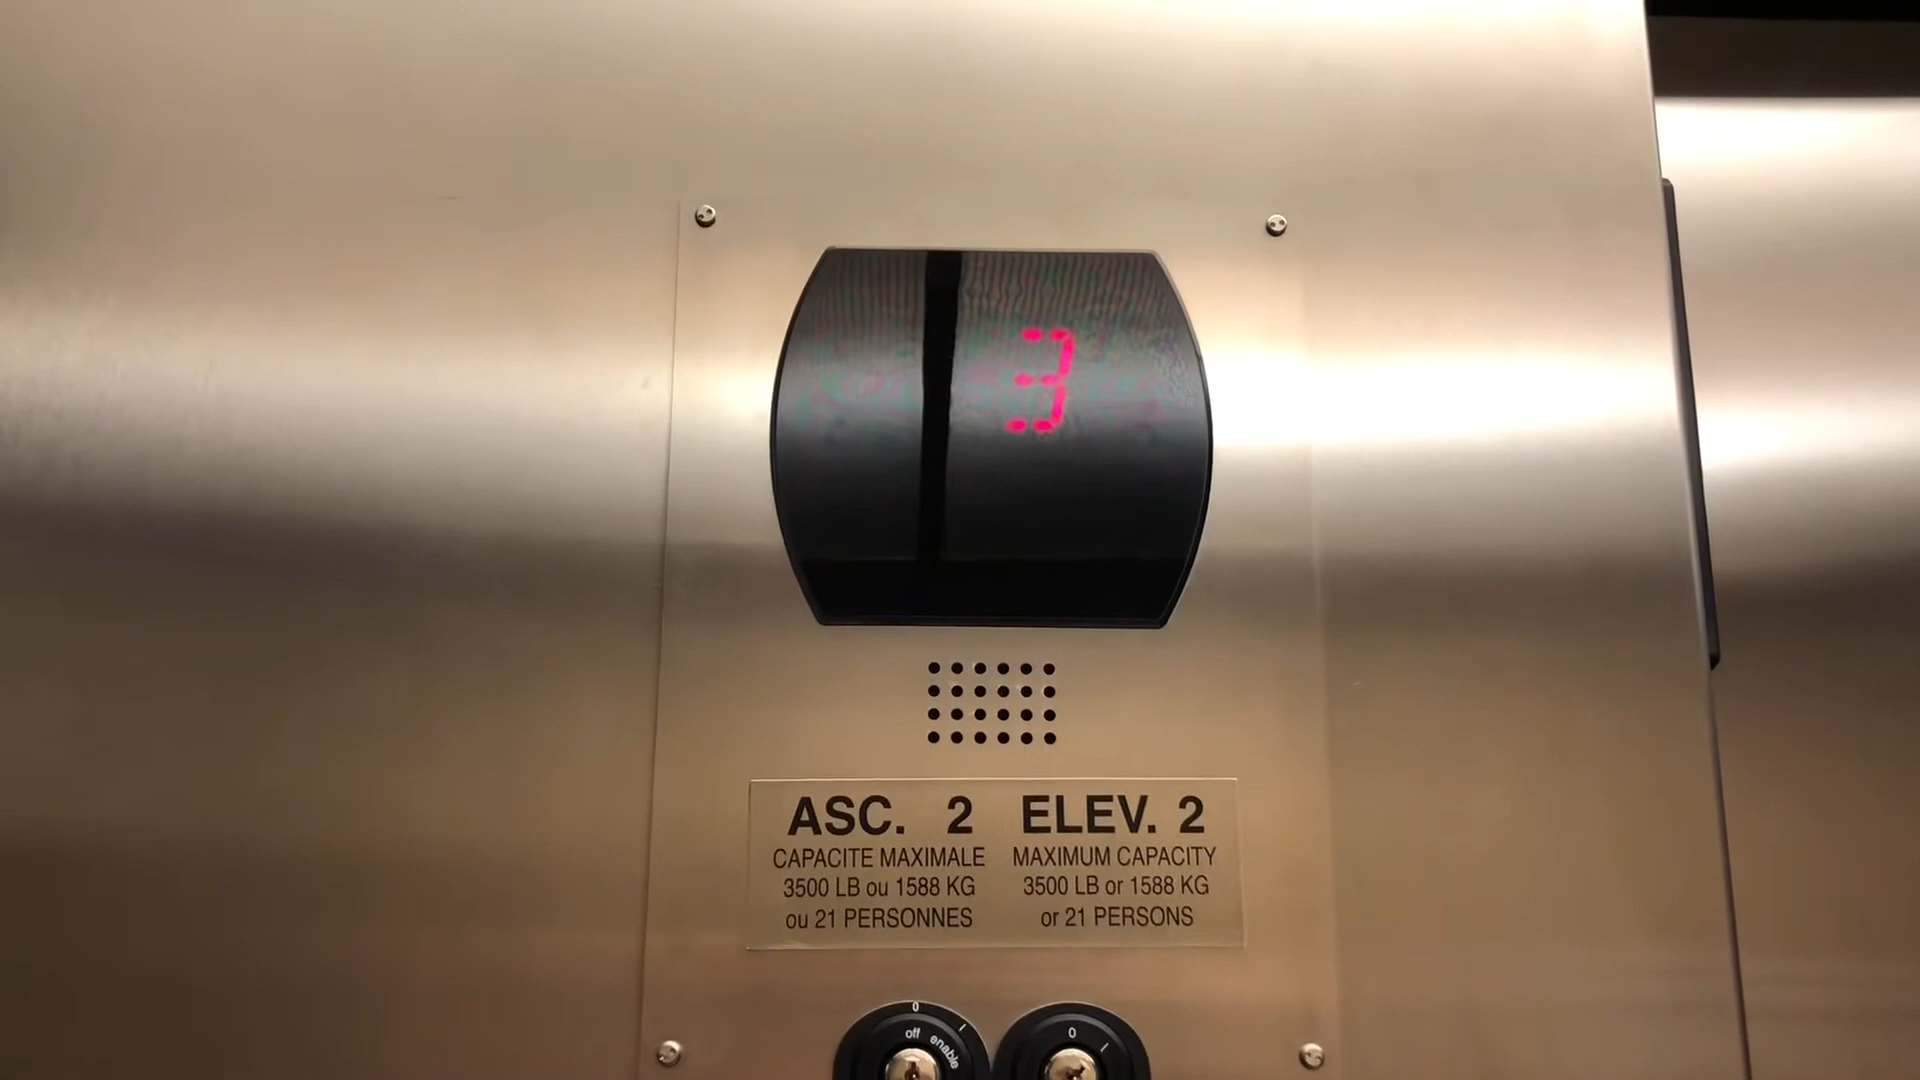 3
ASC. 2
CAPACITE MAXIMALE
3500 LB ou 1588 KG
ou 21 PERSONNES
ELEV. 2
MAXIMUM CAPACITY
3500 LB or 1588 KG
or 21 PERSONS
0 I
off enable
0 I